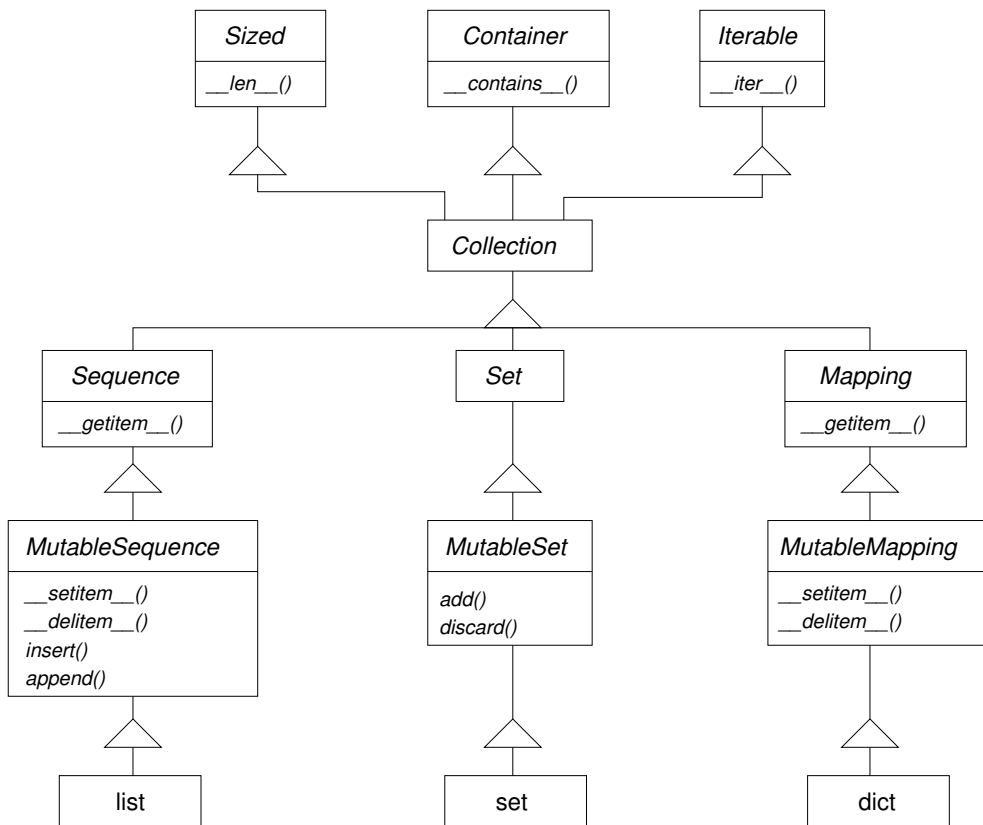 Sized
__len__()
Container
__contains__()
Iterable
__iter__()
Collection
Sequence
__getitem__()
Set
Mapping
__getitem__()
MutableSequence
__setitem__()
__delitem__()
insert()
append()
MutableSet
add()
discard()
MutableMapping
__setitem__()
__delitem__()
list
set
dict